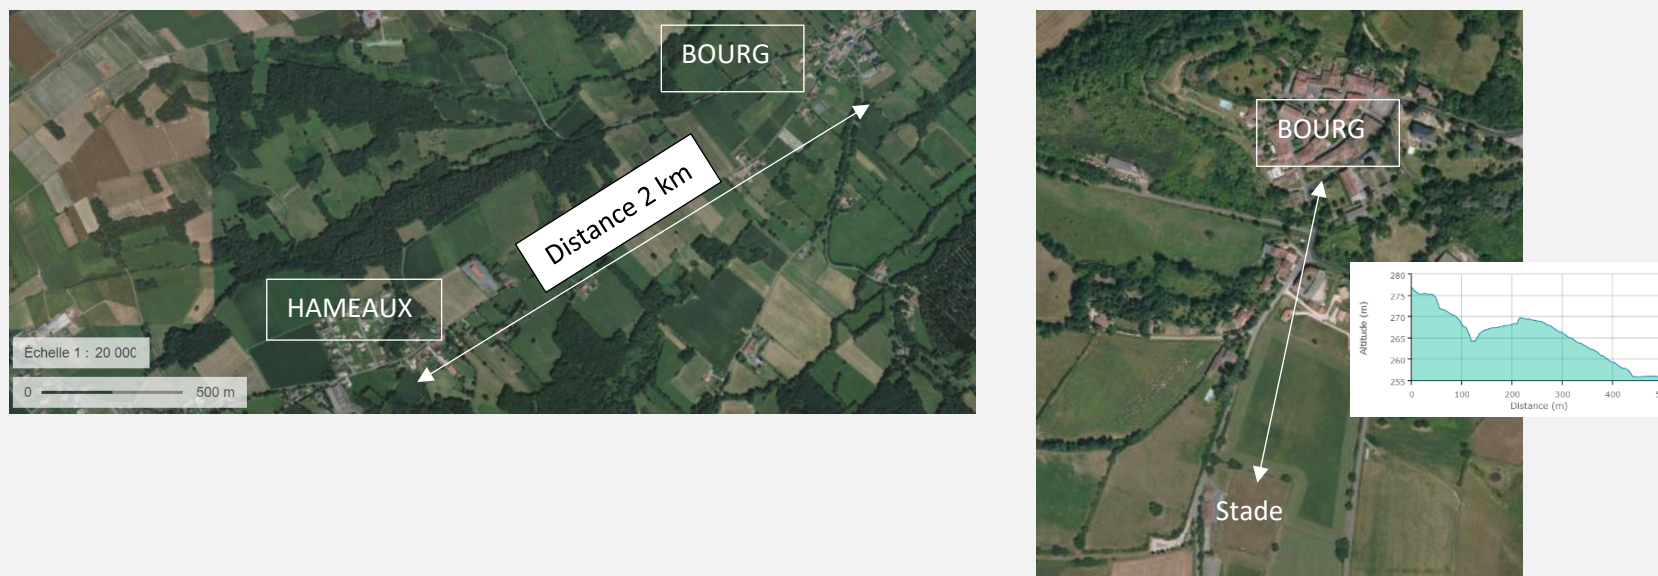 BOURG
Distance 2 km
HAMEAUX
Échelle 1 : 20 000
0 500 m
BOURG
Stade
280
275
270
265
260
255
Altitude (m)
0 100 200 300 400
Distance (m)